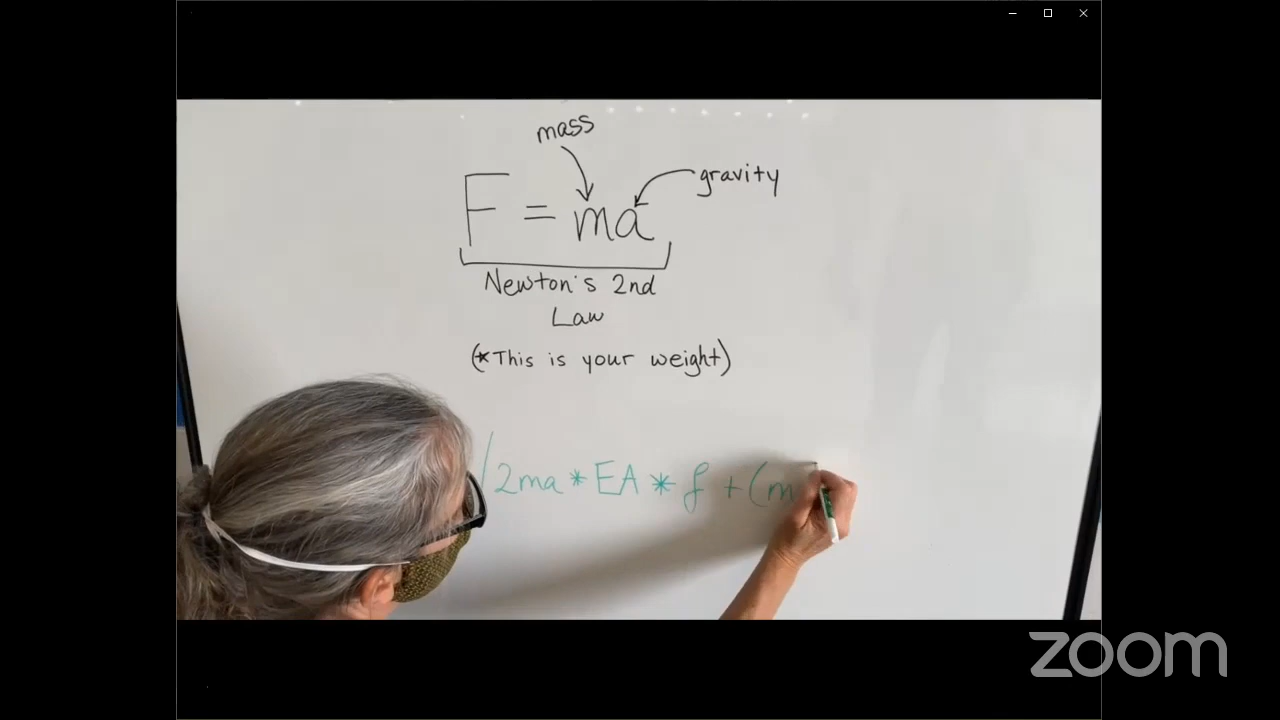 mass
gravity
F = ma
Newton's 2nd
Law
(*This is your weight)
√2ma * EA * f + (m
zoom